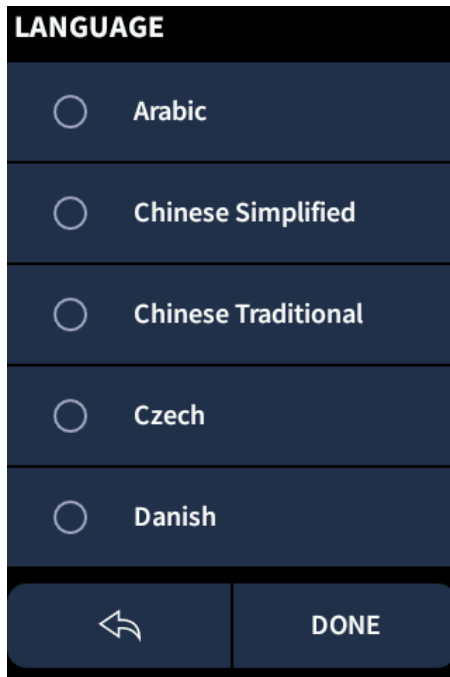 LANGUAGE
Arabic
Chinese Simplified
Chinese Traditional
Czech
Danish
DONE